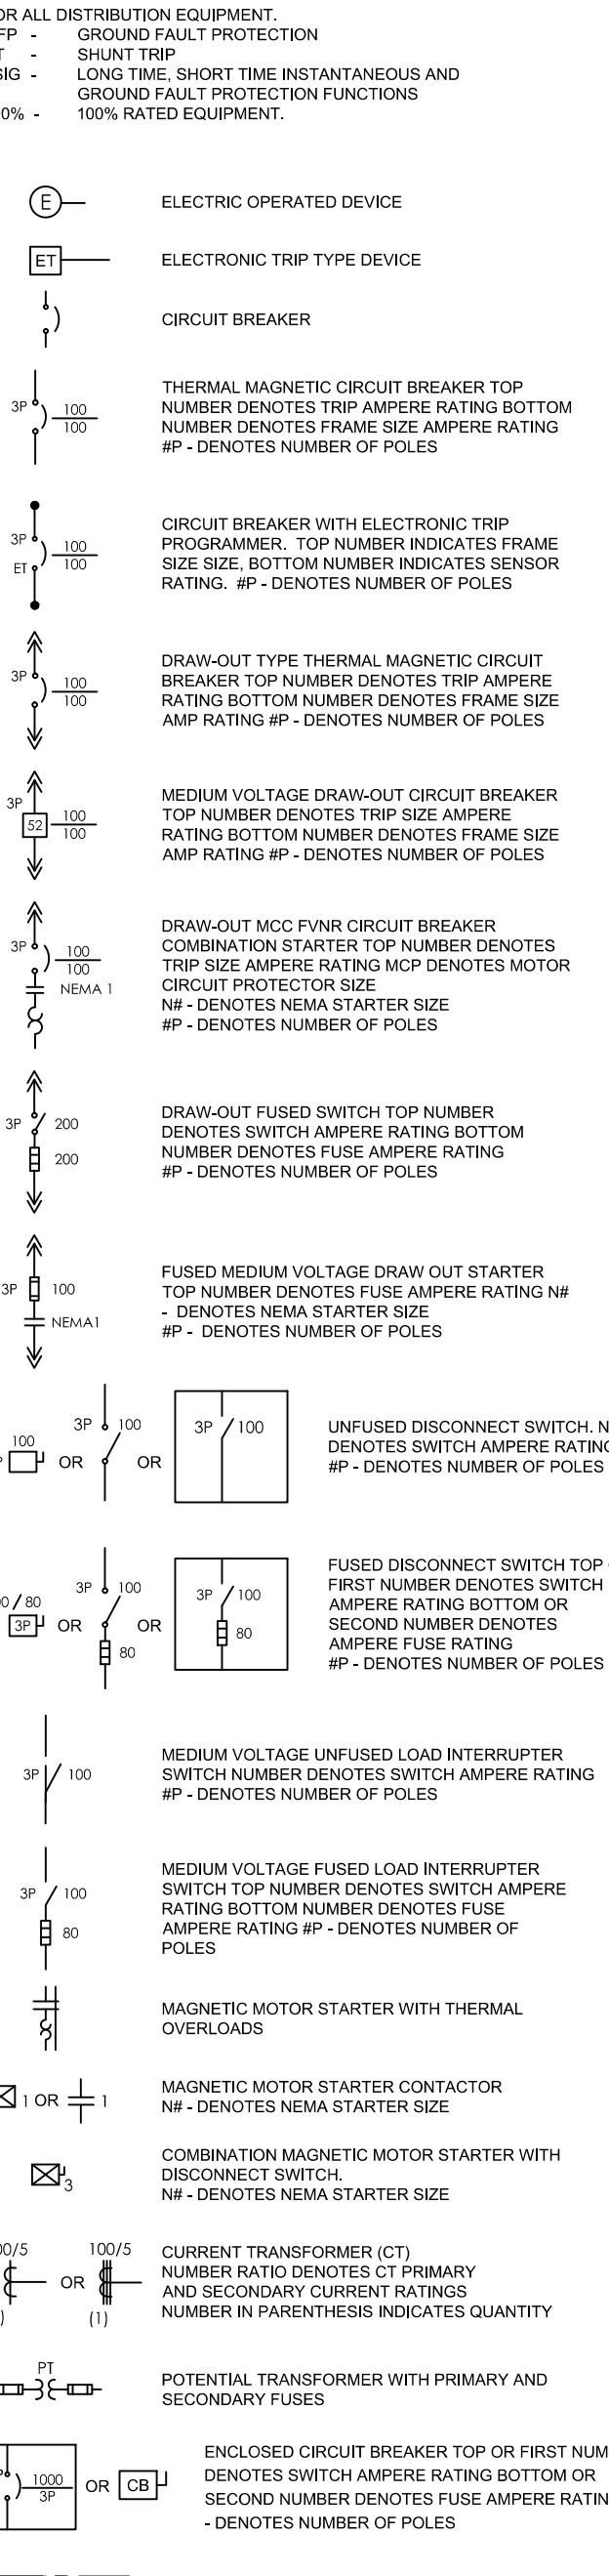 OR ALL DISTRIBUTION EQUIPMENT.
FP - GROUND FAULT PROTECTION
T - SHUNT TRIP
SIG - LONG TIME, SHORT TIME INSTANTANEOUS AND
GROUND FAULT PROTECTION FUNCTIONS
0% - 100% RATED EQUIPMENT.
E ELECTRIC OPERATED DEVICE
ET ELECTRONIC TRIP TYPE DEVICE
CIRCUIT BREAKER
THERMAL MAGNETIC CIRCUIT BREAKER TOP
3P 100 NUMBER DENOTES TRIP AMPERE RATING BOTTOM
100 NUMBER DENOTES FRAME SIZE AMPERE RATING
#P - DENOTES NUMBER OF POLES
CIRCUIT BREAKER WITH ELECTRONIC TRIP
3P 100 PROGRAMMER. TOP NUMBER INDICATES FRAME
ET 100 SIZE SIZE, BOTTOM NUMBER INDICATES SENSOR
RATING. #P - DENOTES NUMBER OF POLES
DRAW-OUT TYPE THERMAL MAGNETIC CIRCUIT
3P 100 BREAKER TOP NUMBER DENOTES TRIP AMPERE
100 RATING BOTTOM NUMBER DENOTES FRAME SIZE
AMP RATING #P - DENOTES NUMBER OF POLES
MEDIUM VOLTAGE DRAW-OUT CIRCUIT BREAKER
3P 100 TOP NUMBER DENOTES TRIP SIZE AMPERE
52 100 RATING BOTTOM NUMBER DENOTES FRAME SIZE
AMP RATING #P - DENOTES NUMBER OF POLES
DRAW-OUT MCC FVNR CIRCUIT BREAKER
3P 100 COMBINATION STARTER TOP NUMBER DENOTES
100 TRIP SIZE AMPERE RATING MCP DENOTES MOTOR
NEMA 1 CIRCUIT PROTECTOR SIZE
N# - DENOTES NEMA STARTER SIZE
#P - DENOTES NUMBER OF POLES
DRAW-OUT FUSED SWITCH TOP NUMBER
3P 200 DENOTES SWITCH AMPERE RATING BOTTOM
200 NUMBER DENOTES FUSE AMPERE RATING
#P - DENOTES NUMBER OF POLES
FUSED MEDIUM VOLTAGE DRAW OUT STARTER
3P 100 TOP NUMBER DENOTES FUSE AMPERE RATING N#
NEMA1 - DENOTES NEMA STARTER SIZE
#P - DENOTES NUMBER OF POLES
3P 100 3P 100 UNFUSED DISCONNECT SWITCH. N
100 DENOTES SWITCH AMPERE RATING
OR OR #P - DENOTES NUMBER OF POLES
FUSED DISCONNECT SWITCH TOP
3P 100 3P 100 FIRST NUMBER DENOTES SWITCH
0 / 80 AMPERE RATING BOTTOM OR
3P OR OR SECOND NUMBER DENOTES
80 80 AMPERE FUSE RATING
#P - DENOTES NUMBER OF POLES
MEDIUM VOLTAGE UNFUSED LOAD INTERRUPTER
3P 100 SWITCH NUMBER DENOTES SWITCH AMPERE RATING
#P - DENOTES NUMBER OF POLES
MEDIUM VOLTAGE FUSED LOAD INTERRUPTER
3P 100 SWITCH TOP NUMBER DENOTES SWITCH AMPERE
RATING BOTTOM NUMBER DENOTES FUSE
80 AMPERE RATING #P - DENOTES NUMBER OF
POLES
MAGNETIC MOTOR STARTER WITH THERMAL
OVERLOADS
1 OR 1 MAGNETIC MOTOR STARTER CONTACTOR
N# - DENOTES NEMA STARTER SIZE
COMBINATION MAGNETIC MOTOR STARTER WITH
3 DISCONNECT SWITCH.
N# - DENOTES NEMA STARTER SIZE
00/5 100/5 CURRENT TRANSFORMER (CT)
OR NUMBER RATIO DENOTES CT PRIMARY
AND SECONDARY CURRENT RATINGS
) (1) NUMBER IN PARENTHESIS INDICATES QUANTITY
PT POTENTIAL TRANSFORMER WITH PRIMARY AND
SECONDARY FUSES
ENCLOSED CIRCUIT BREAKER TOP OR FIRST NUM
1000 OR CB DENOTES SWITCH AMPERE RATING BOTTOM OR
3P SECOND NUMBER DENOTES FUSE AMPERE RATIN
- DENOTES NUMBER OF POLES